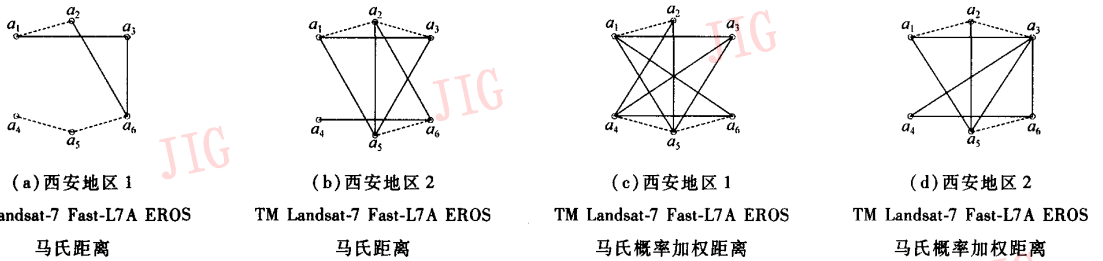 a1 a2 a3 a4 a5 a6
a1 a2 a3 a4 a5 a6
a1 a2 a3 a4 a5 a6
a1 a2 a3 a4 a5 a6
JIG JIG JIG JIG
(a)西安地区 1
(b)西安地区 2
(c)西安地区 1
(d)西安地区 2
andsat-7 Fast-L7A EROS
TM Landsat-7 Fast-L7A EROS
TM Landsat-7 Fast-L7A EROS
TM Landsat-7 Fast-L7A EROS
马氏距离
马氏距离
马氏概率加权距离
马氏概率加权距离